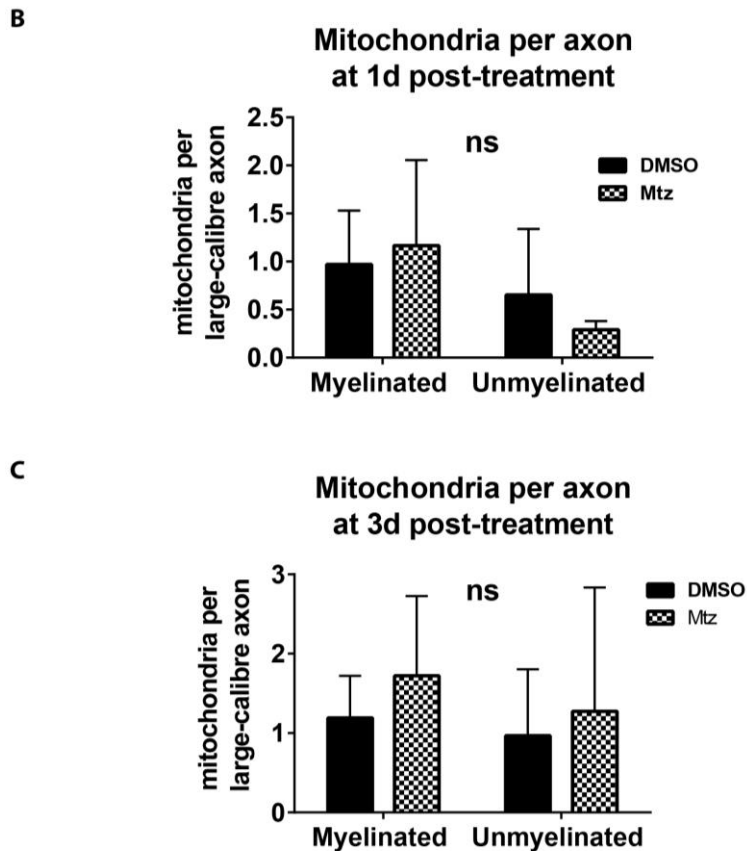 B
Mitochondria per axon
at 1d post-treatment
mitochondria per
large-calibre axon
2.5
2.0
1.5
1.0
0.5
0.0
ns
DMSO
Mtz
Myelinated
Unmyelinated
C
Mitochondria per axon
at 3d post-treatment
mitochondria per
large-calibre axon
3
2
1
0
ns
DMSO
Mtz
Myelinated
Unmyelinated